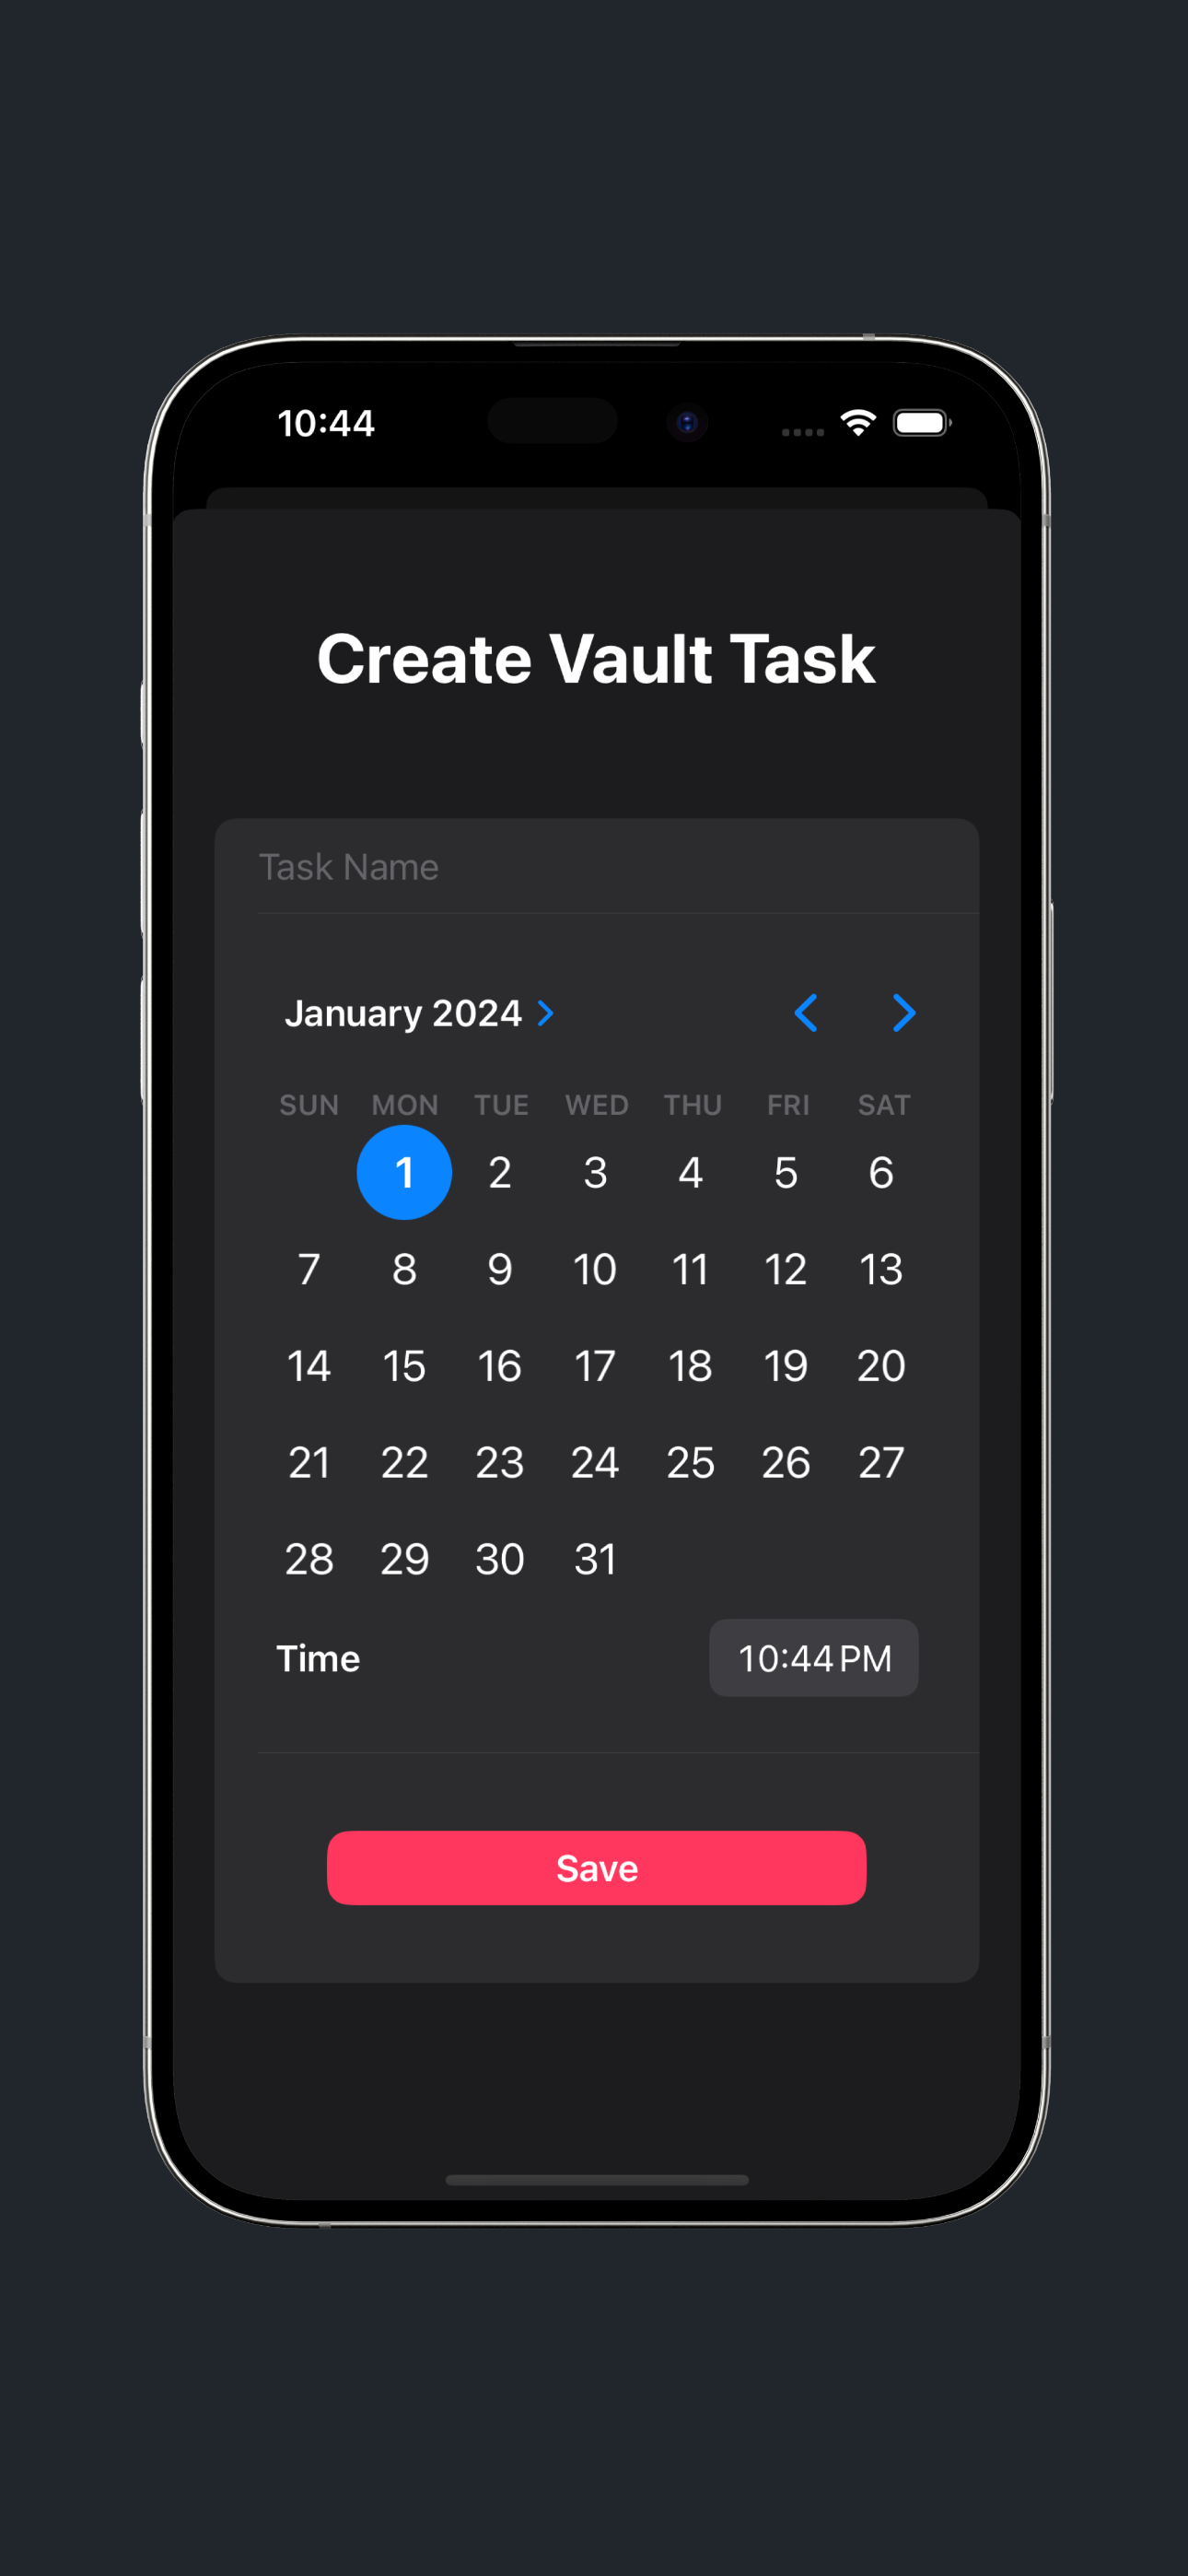 10:44
Create Vault Task
Task Name
January 2024
SUN MON TUE WED THU FRI SAT
1 2 3 4 5 6
7 8 9 10 11 12 13
14 15 16 17 18 19 20
21 22 23 24 25 26 27
28 29 30 31
Time 10:44 PM
Save